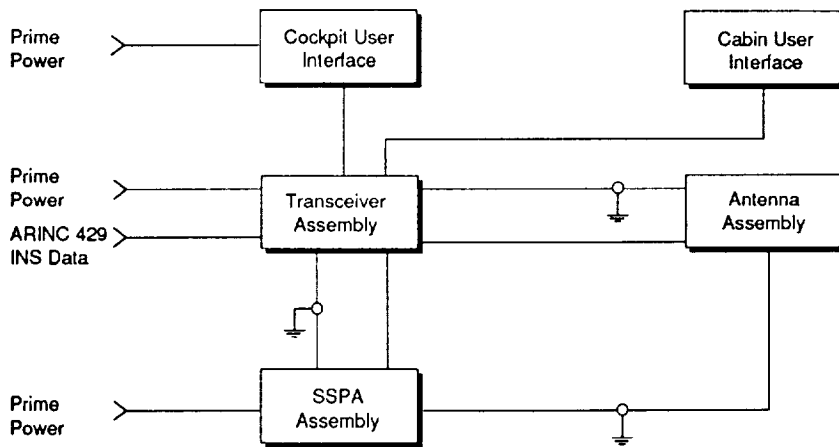 Prime
Power
Cockpit User
Interface
Cabin User
Interface
Prime
Power
Transceiver
Assembly
Antenna
Assembly
ARINC 429
INS Data
SSPA
Assembly
Prime
Power